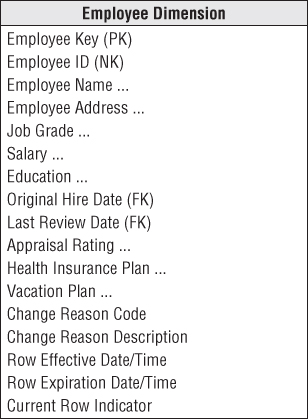 Employee Dimension
Employee Key (PK)
Employee ID (NK)
Employee Name ...
Employee Address ...
Job Grade ...
Salary ...
Education ...
Original Hire Date (FK)
Last Review Date (FK)
Appraisal Rating ...
Health Insurance Plan ...
Vacation Plan ...
Change Reason Code
Change Reason Description
Row Effective Date/Time
Row Expiration Date/Time
Current Row Indicator